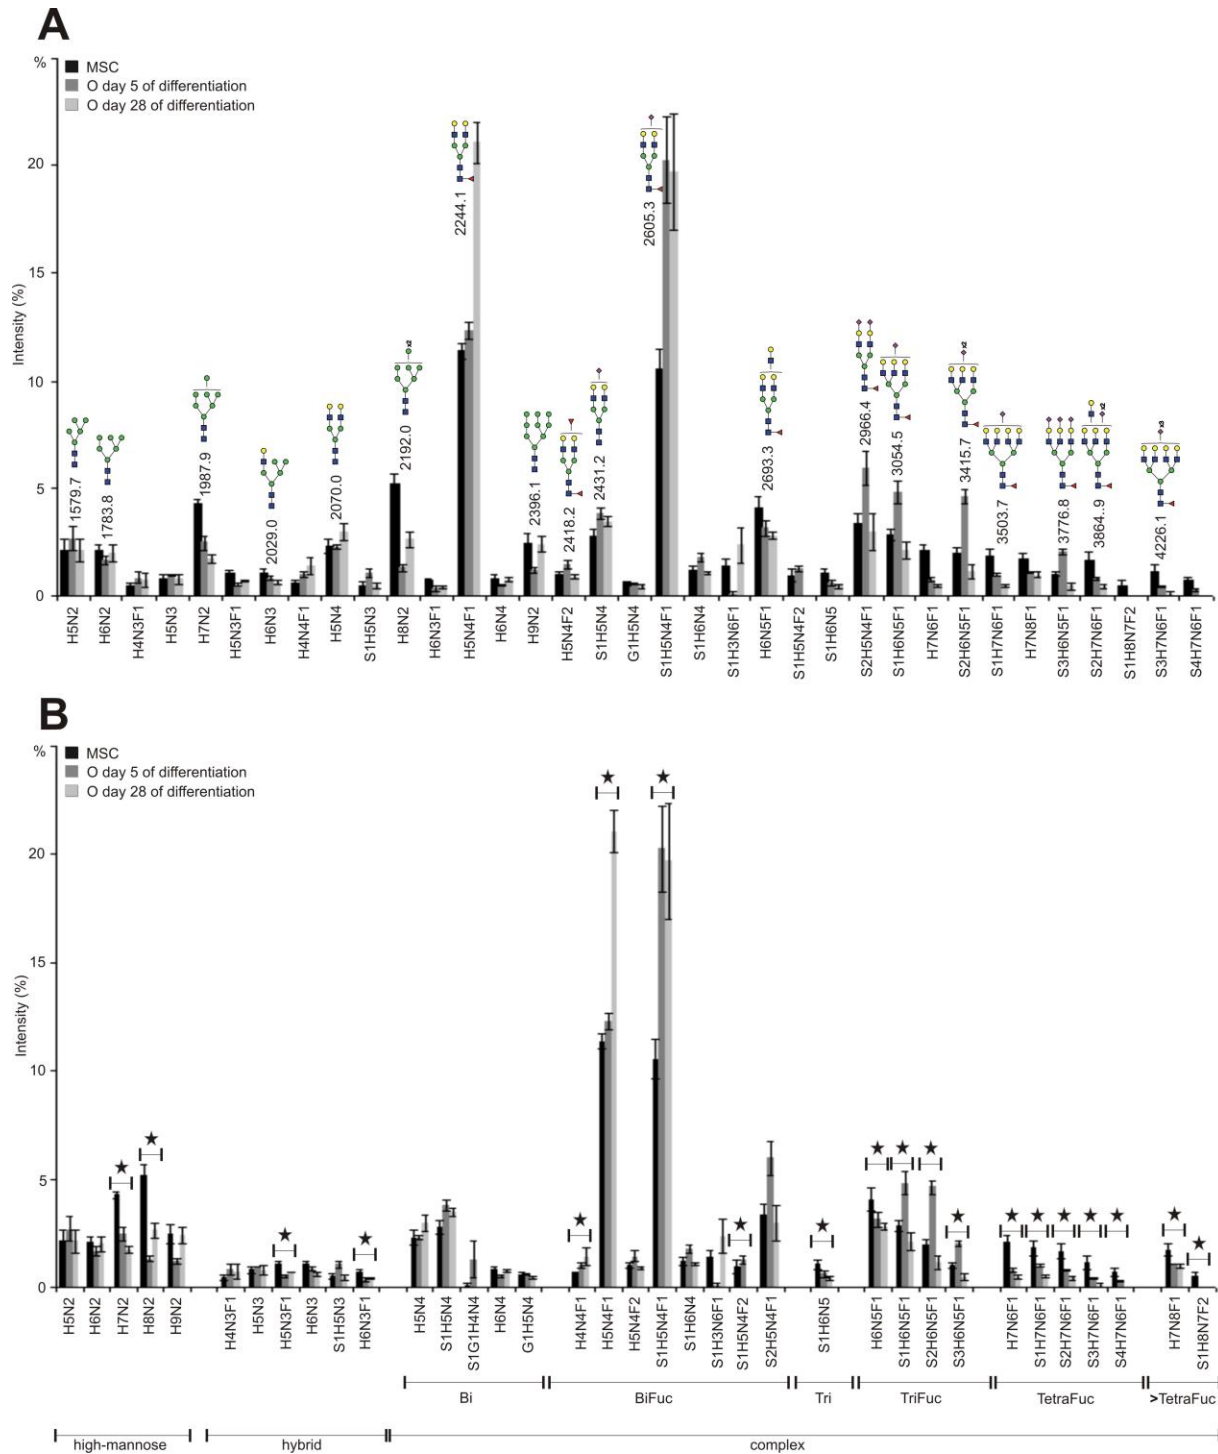 A
%
MSC
O day 5 of differentiation
O day 28 of differentiation
Intensity (%)
20
15
10
5
0
1579.7
1783.8
1987.9
2029.0
2070.0
x2
2192.0
2244.1
2396.1
2418.2
2431.2
2605.3
2693.3
2966.4
3054.5
x2
3415.7
3503.7
3776.8
x2
3864..9
x2
4226.1
H5N2
H6N2
H4N3F1
H5N3
H7N2
H5N3F1
H6N3
H4N4F1
H5N4
S1H5N3
H8N2
H6N3F1
H5N4F1
H6N4
H9N2
H5N4F2
S1H5N4
G1H5N4
S1H5N4F1
S1H6N4
S1H3N6F1
H6N5F1
S1H5N4F2
S1H6N5
S2H5N4F1
S1H6N5F1
H7N6F1
S2H6N5F1
S1H7N6F1
H7N8F1
S3H6N5F1
S2H7N6F1
S1H8N7F2
S3H7N6F1
S4H7N6F1
B
%
MSC
O day 5 of differentiation
O day 28 of differentiation
Intensity (%)
20
15
10
5
0
H5N2
H6N2
H7N2
H8N2
H9N2
H4N3F1
H5N3
H5N3F1
H6N3
S1H5N3
H6N3F1
H5N4
S1H5N4
S1G1H4N4
H6N4
G1H5N4
H4N4F1
H5N4F1
H5N4F2
S1H5N4F1
S1H6N4
S1H3N6F1
S1H5N4F2
S2H5N4F1
S1H6N5
H6N5F1
S1H6N5F1
S2H6N5F1
S3H6N5F1
H7N6F1
S1H7N6F1
S2H7N6F1
S3H7N6F1
S4H7N6F1
H7N8F1
S1H8N7F2
Bi
BiFuc
Tri
TriFuc
TetraFuc
>TetraFuc
high-mannose
hybrid
complex